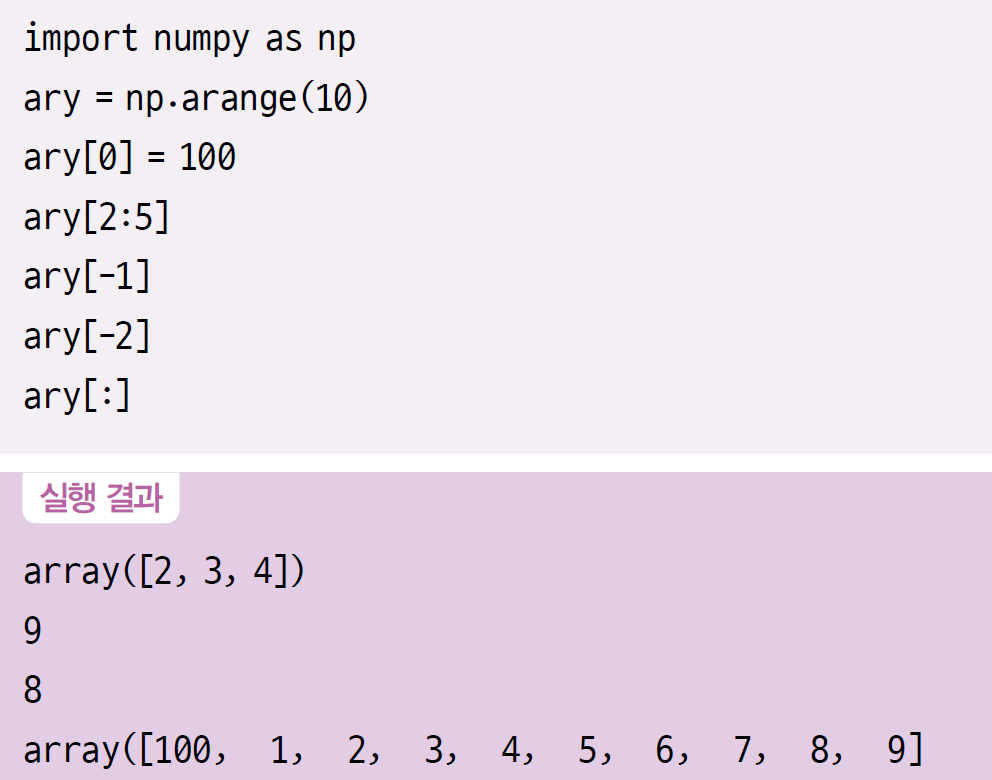 import numpy as np
ary = np.arange(10)
ary[0] = 100
ary[2:5]
ary[-1]
ary[-2]
ary[:]
실행 결과
array([2, 3, 4])
9
8
array([100, 1, 2, 3, 4, 5, 6, 7, 8, 9]